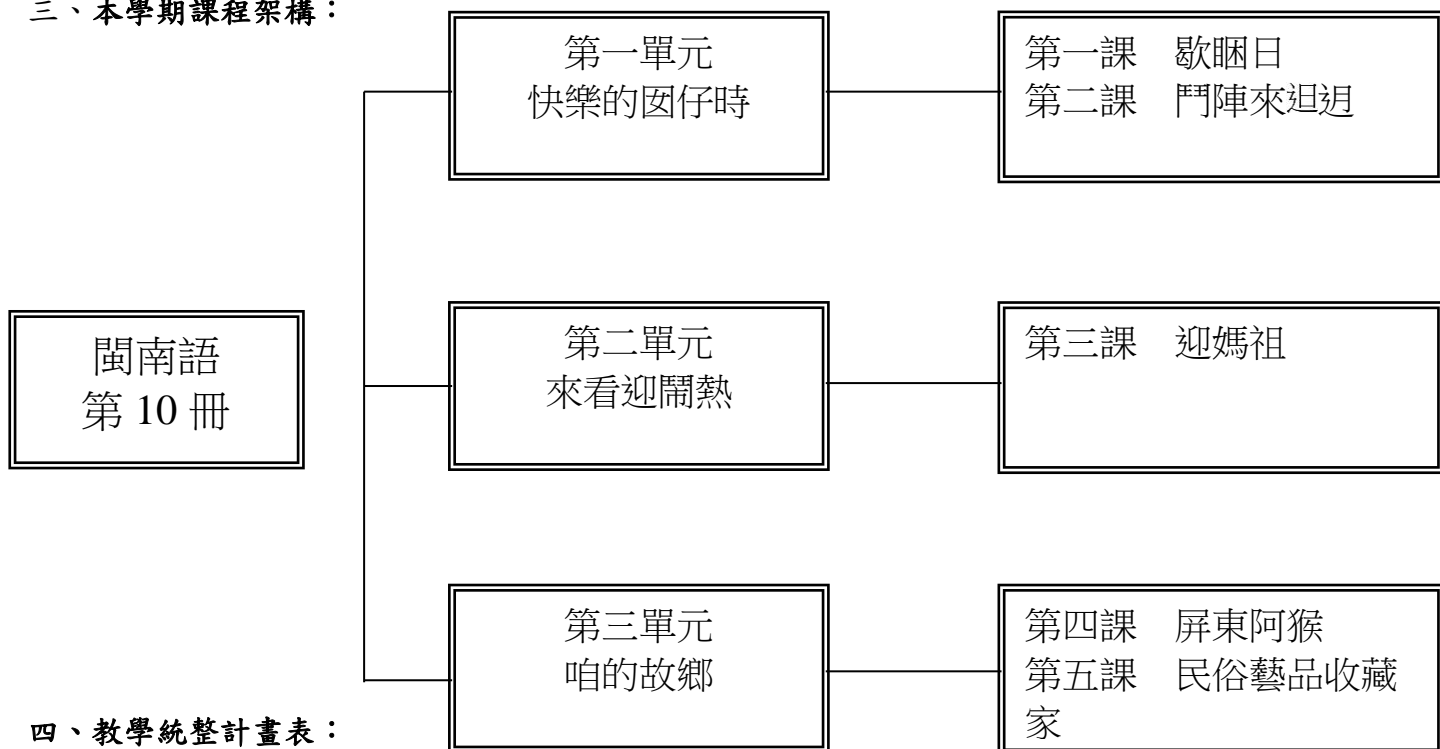 三、本學期課程架構：
第一單元
快樂的囡仔時
第一課　歇睏日
第二課　鬥陣來𨑨迌
閩南語
第 10 冊
第二單元
來看迎鬧熱
第三課　迎媽祖
第三單元
咱的故鄉
第四課　屏東阿猴
第五課　民俗藝品收藏
家
四、教學統整計畫表：